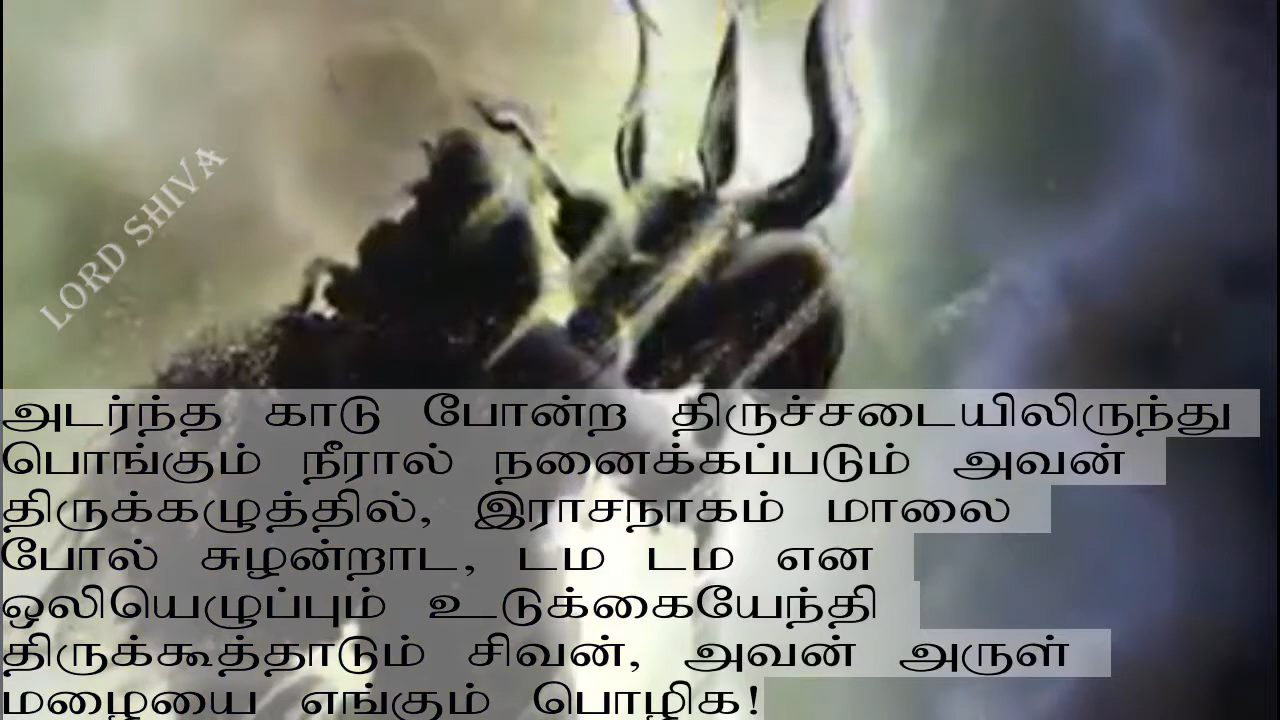 LORD SHIVA
அடர்ந்த காடு போன்ற திருச்சடையிலிருந்து
பொங்கும் நீரால் நனைக்கப்படும் அவன்
திருக்கழுத்தில், இராசநாகம் மாலை
போல் சுழன்றாட, டம டம என
ஒலியெழுப்பும் உடுக்கையேந்தி
திருக்கூத்தாடும் சிவன், அவன் அருள்
மழையை எங்கும் பொழிக!